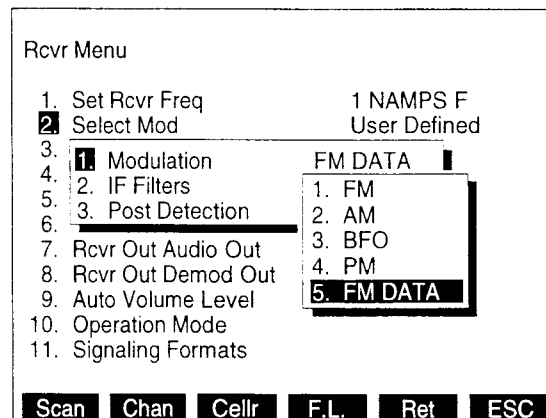 Rcvr Menu
1. Set Rcvr Freq 1 NAMPS F
2. Select Mod User Defined
3.
4.
5.
6.
1. Modulation FM DATA
2. IF Filters
3. Post Detection
1. FM
2. AM
3. BFO
4. PM
5. FM DATA
7. Rcvr Out Audio Out
8. Rcvr Out Demod Out
9. Auto Volume Level
10. Operation Mode
11. Signaling Formats
Scan Chan Cellr F.L. Ret ESC